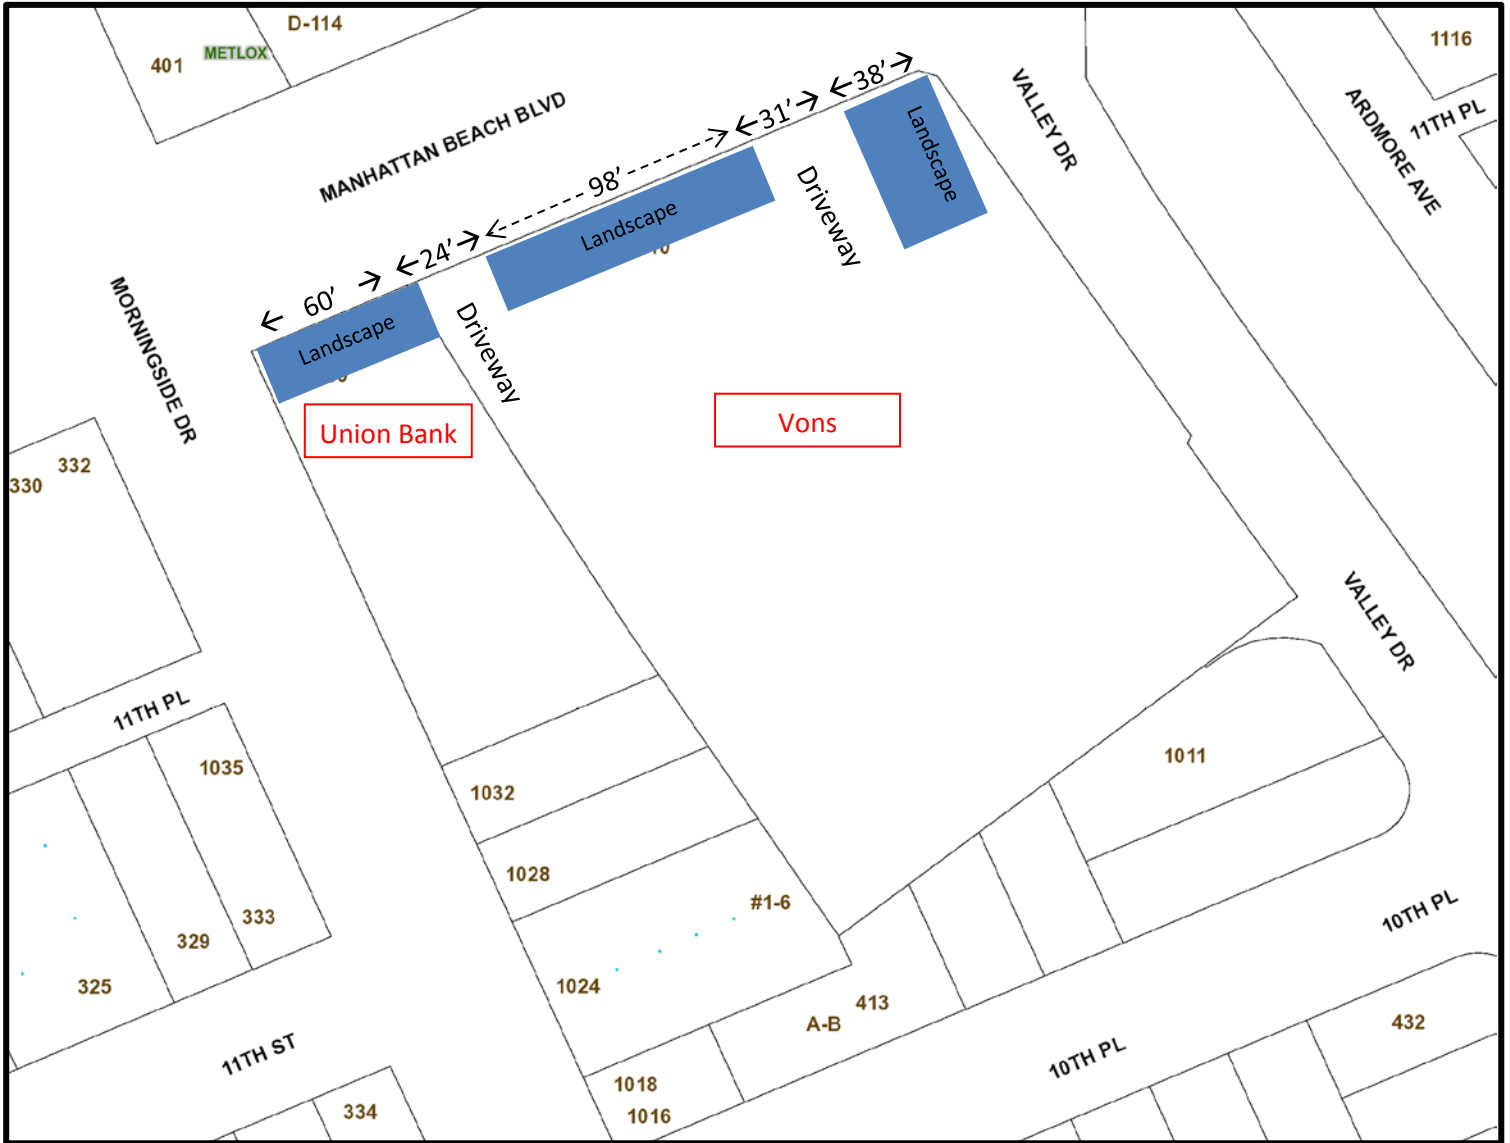 D-114
401
METLOX
1116
MANHATTAN BEACH BLVD
VALLEY DR
ARDMORE AVE
11TH PL
60’
24’
98’
31’
38’
Landscape
Landscape
Landscape
Driveway
Driveway
MORNINGSIDE DR
Union Bank
Vons
332
330
VALLEY DR
11TH PL
1035
1032
1011
1028
#1-6
333
329
325
1024
413
A-B
10TH PL
432
11TH ST
10TH PL
1018
1016
334